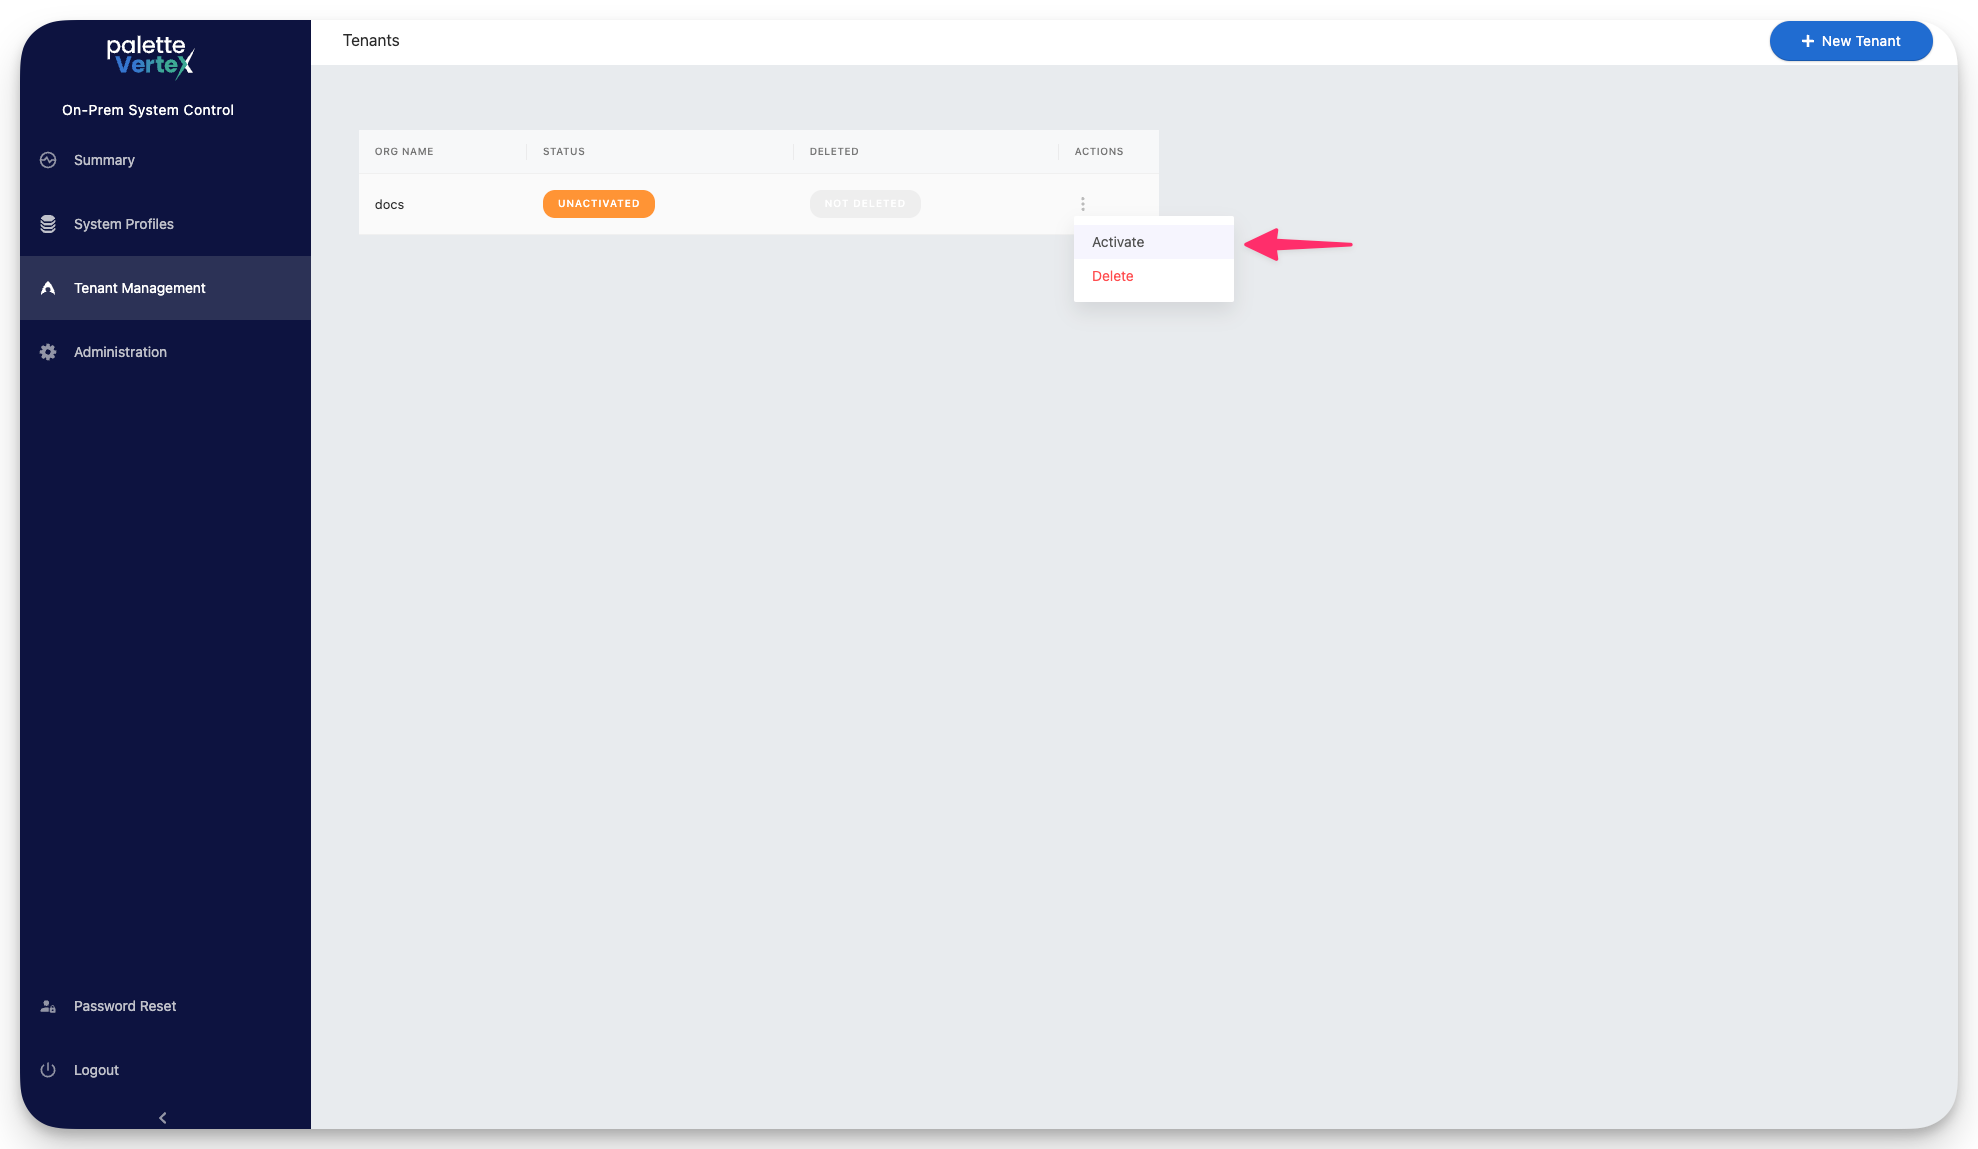 palette
VerteX
On-Prem System Control
Summary
System Profiles
Tenant Management
Administration
Password Reset
Logout
Tenants
New Tenant
ORG NAME STATUS DELETED ACTIONS
docs UNACTIVATED NOT DELETED
Activate
Delete